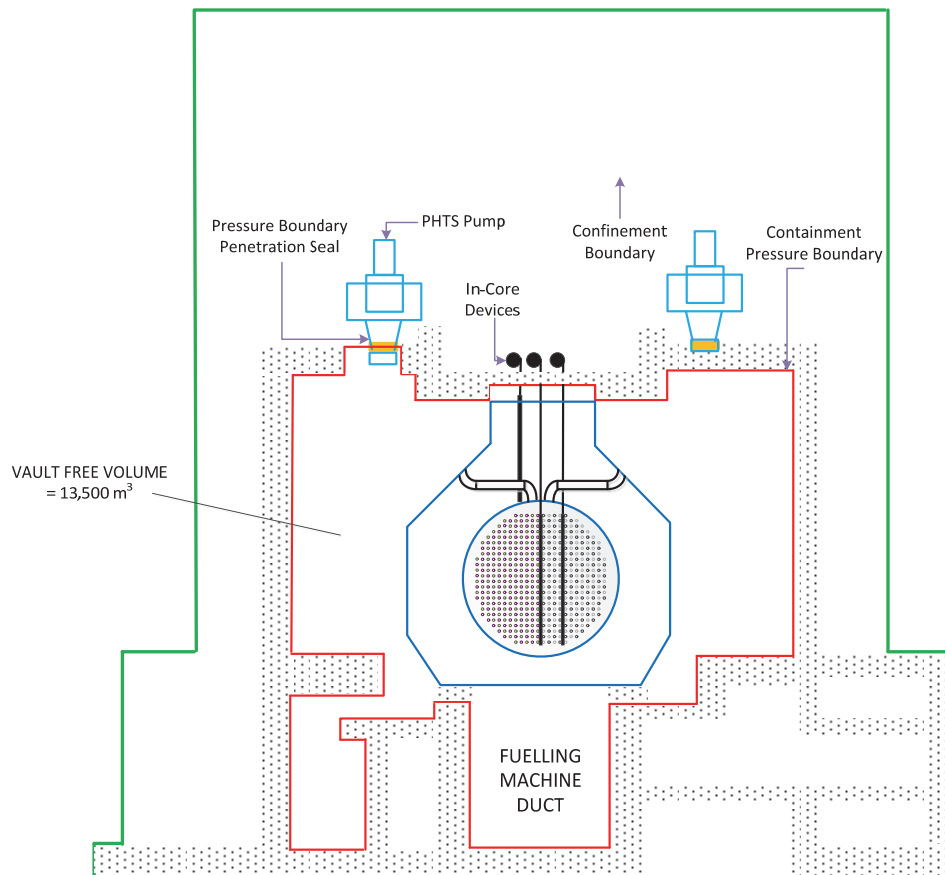 PHTS Pump
Pressure Boundary
Penetration Seal
Confinement
Boundary
Containment
Pressure Boundary
In-Core
Devices
VAULT FREE VOLUME
= 13,500 m³
FUELLING
MACHINE
DUCT